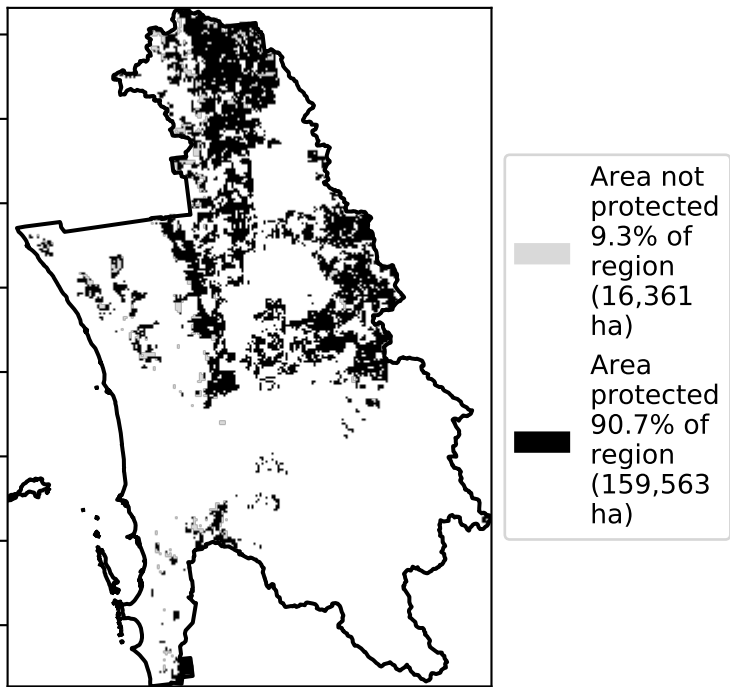 Area not
protected
9.3% of
region
(16,361
ha)
Area
protected
90.7% of
region
(159,563
ha)